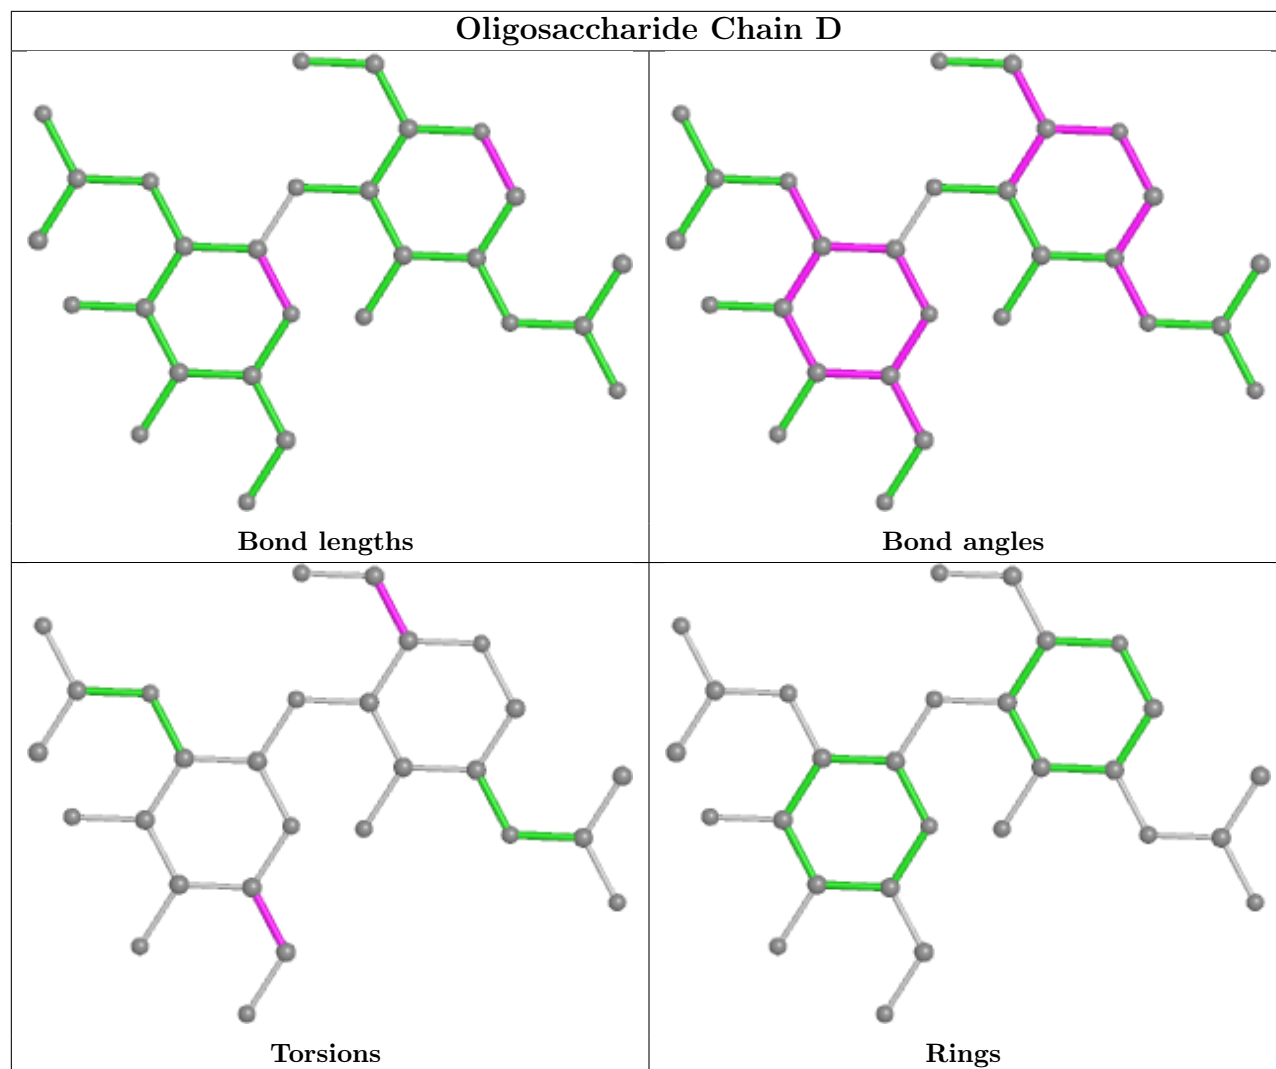 Oligosaccharide Chain D
Bond lengths
Bond angles
Torsions
Rings